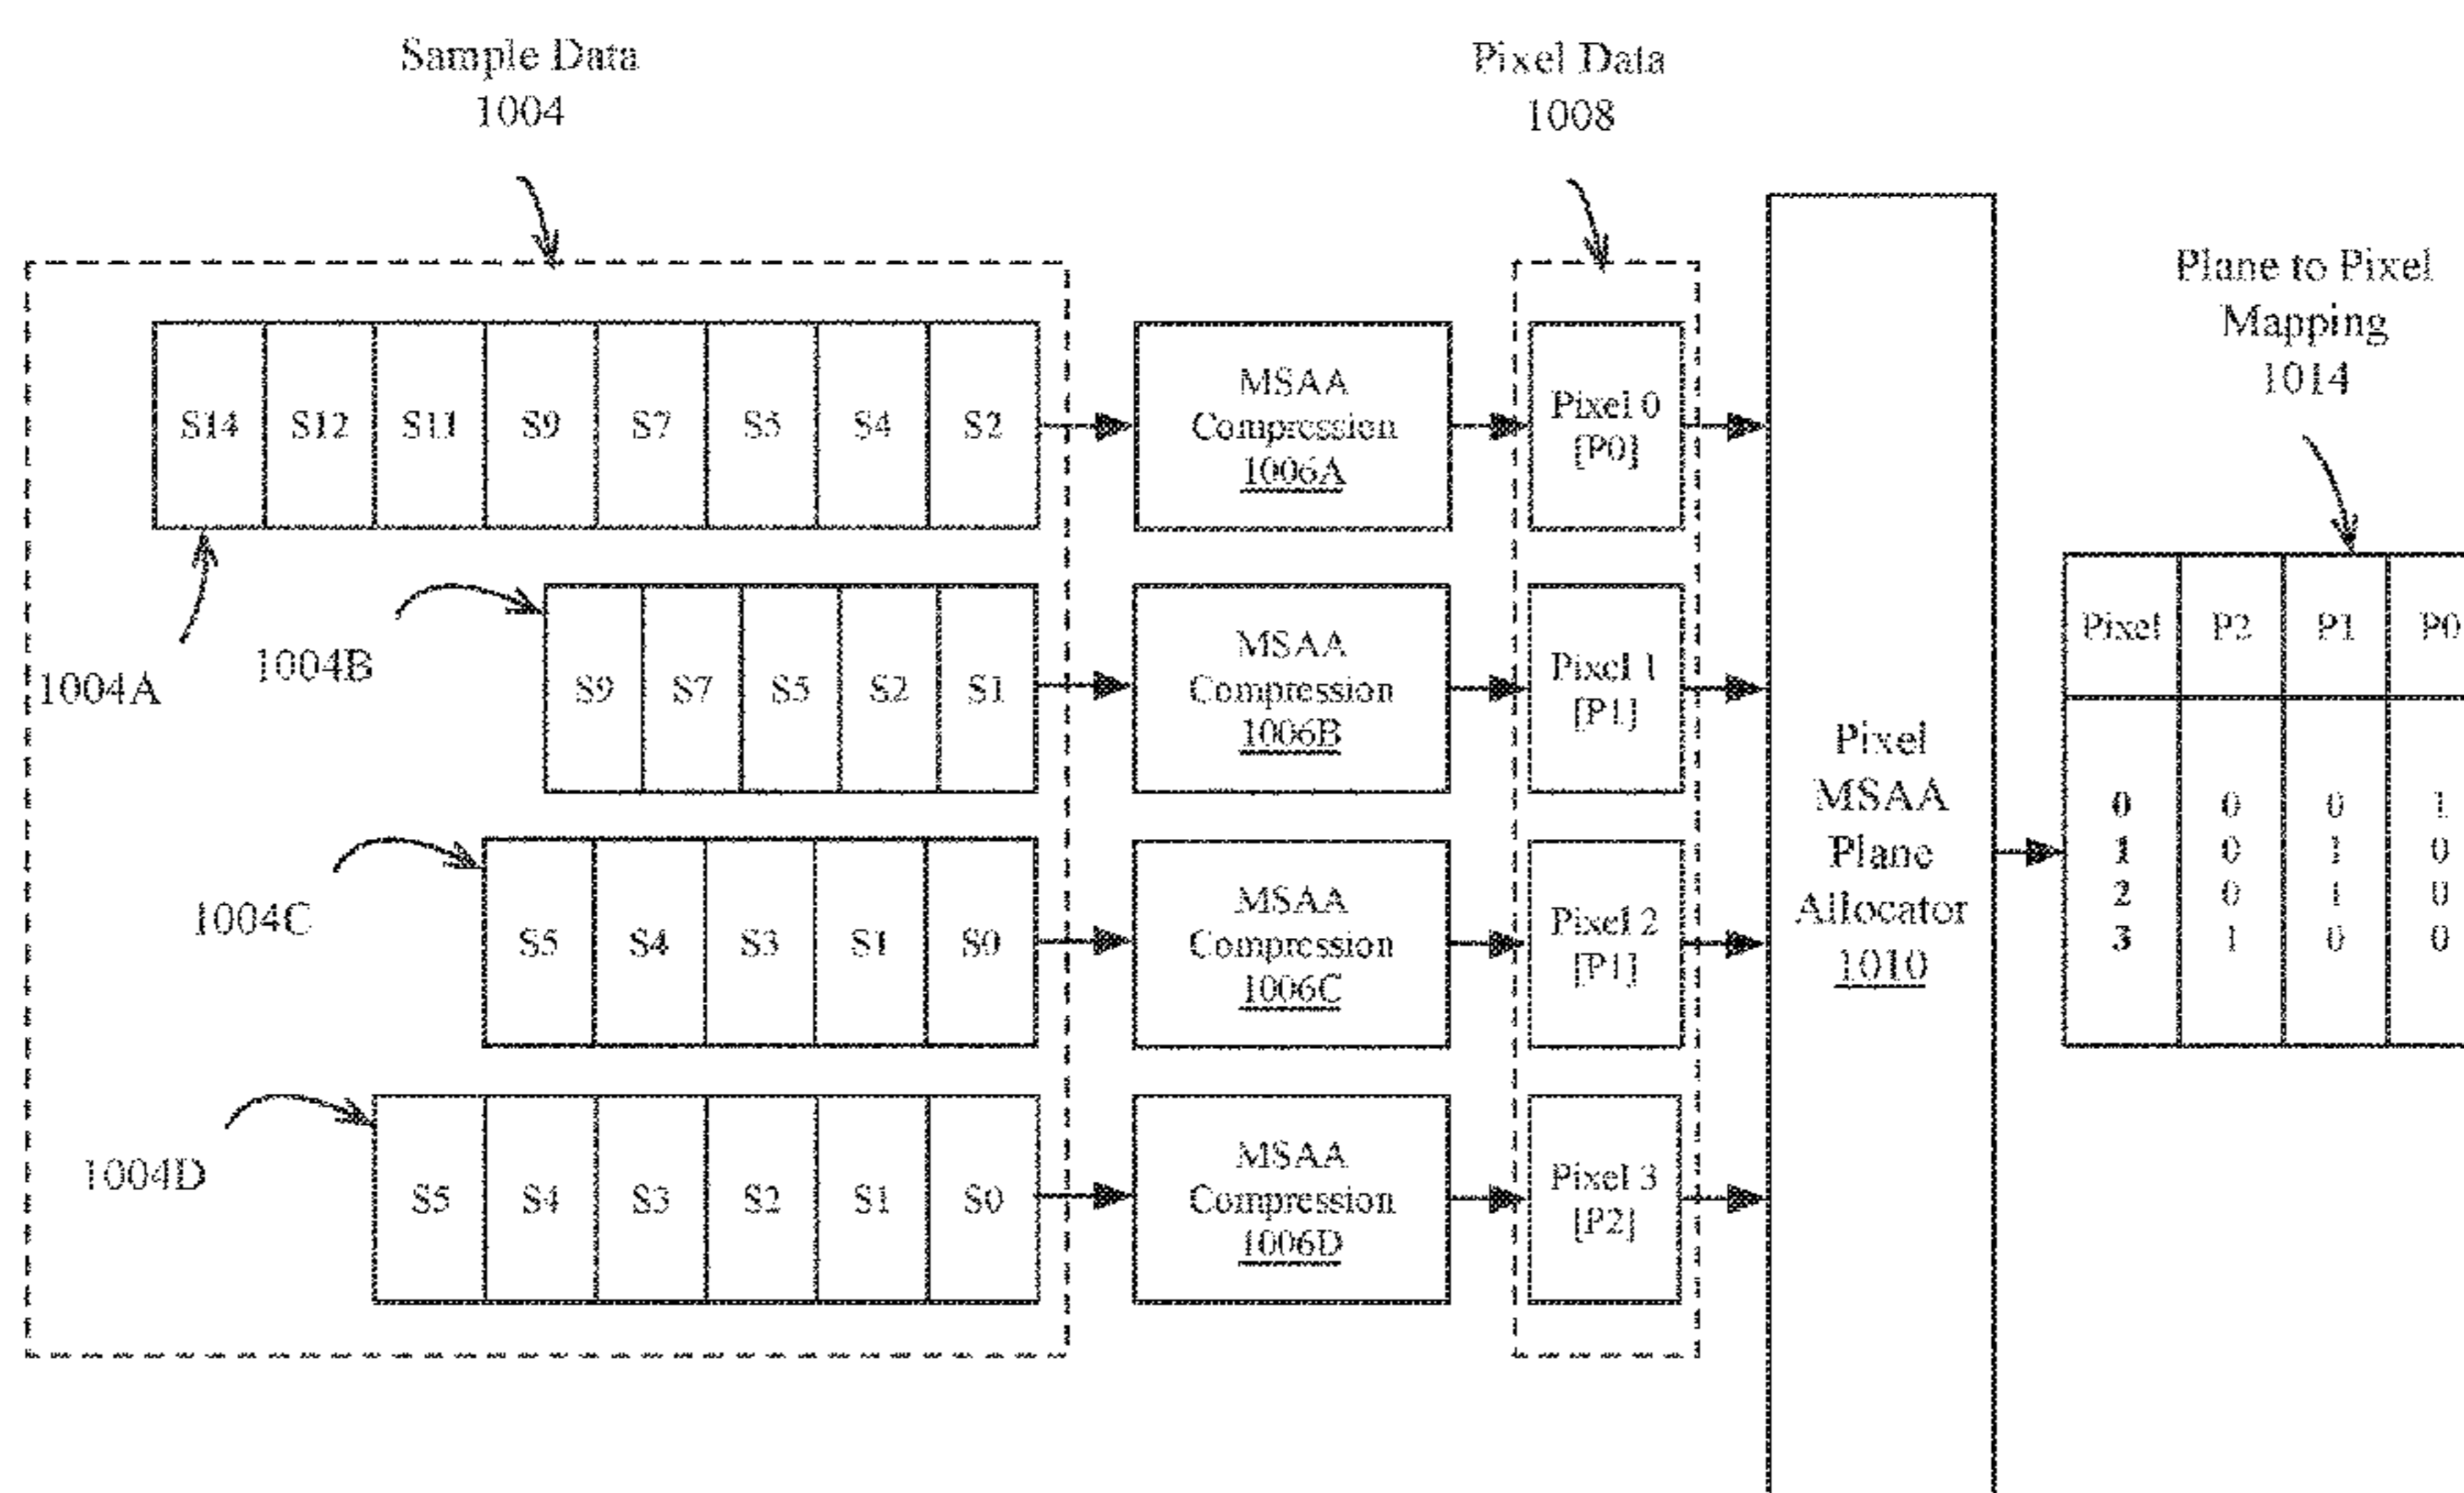 Sample Data
1004
Pixel Data
1008
Plane to Pixel
Mapping
1014
S14 S12 S11 S9 S7 S5 S4 S2
MSAA
Compression
1006A
Pixel 0
[P0]
1004A
1004B
S9 S7 S5 S2 S1
MSAA
Compression
1006B
Pixel 1
[P1]
1004C
S5 S4 S3 S1 S0
MSAA
Compression
1006C
Pixel 2
[P1]
1004D
S5 S4 S3 S2 S1 S0
MSAA
Compression
1006D
Pixel 3
[P2]
Pixel
MSAA
Plane
Allocator
1010
Pixel P2 P1 P0
0 0 0 1
1 0 1 0
2 0 1 0
3 1 0 0